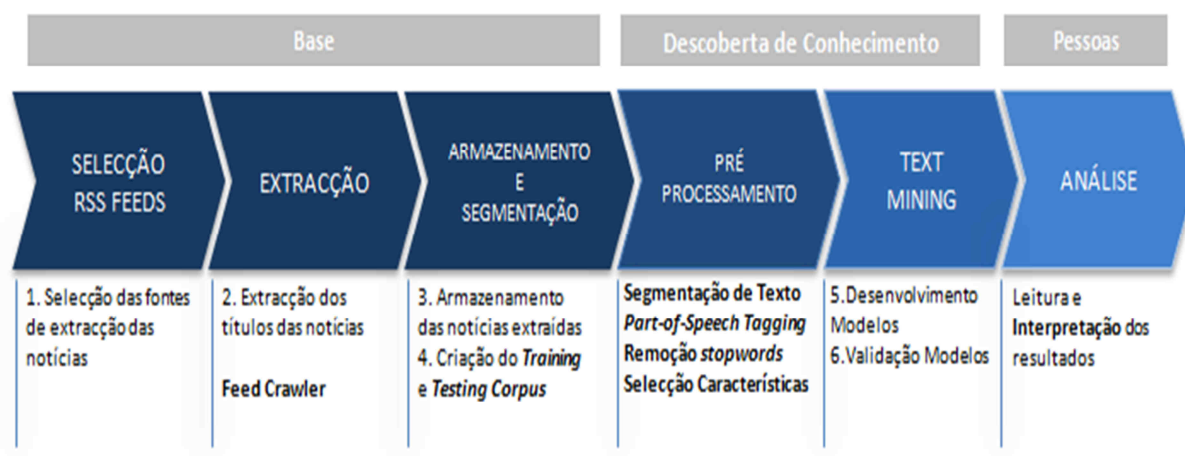 Base
Descoberta de Conhecimento
Pessoas
SELECÇÃO
RSS FEEDS
EXTRACÇÃO
ARMAZENAMENTO
E
SEGMENTAÇÃO
PRÉ
PROCESSAMENTO
TEXT
MINING
ANÁLISE
1. Selecção das fontes
de extracção das
notícias
2. Extracção dos
títulos das notícias
Feed Crawler
3. Armazenamento
das notícias extraídas
4. Criação do Training
e Testing Corpus
Segmentação de Texto
Part-of-Speech Tagging
Remoção stopwords
Selecção Características
5.Desenvolvimento
Modelos
6.Validação Modelos
Leitura e
Interpretação dos
resultados